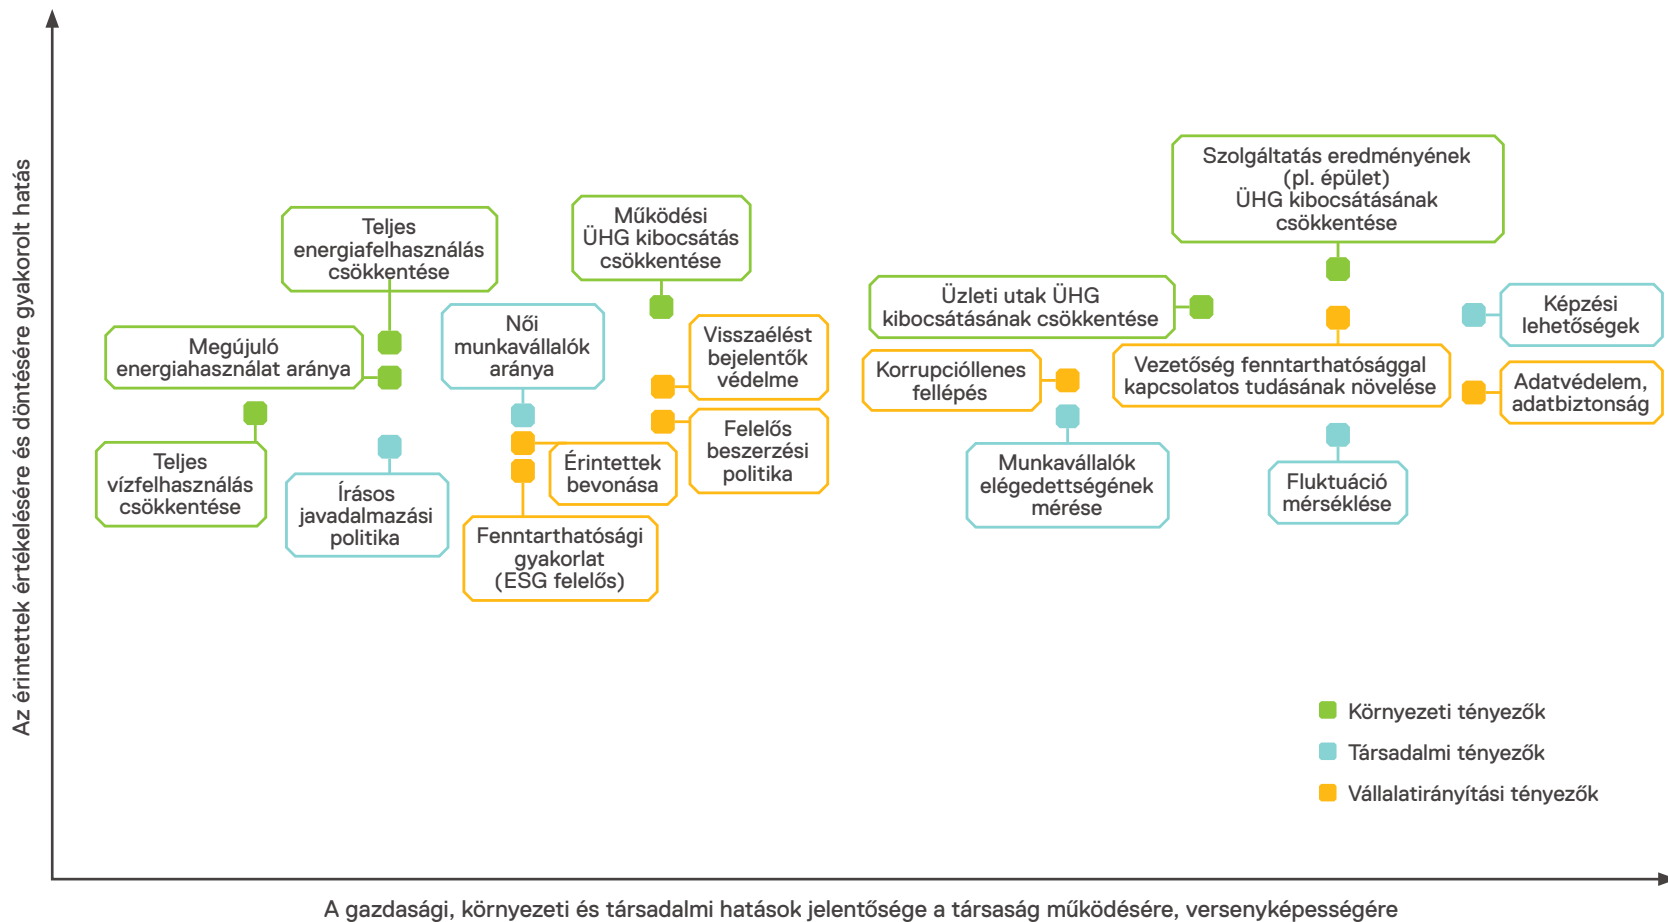 Az érintettek értékelésére és döntésére gyakorolt hatás
Szolgáltatás eredményének
(pl. épület)
ÜHG kibocsátásának
csökkentése
Teljes
energiafelhasználás
csökkentése
Működési
ÜHG kibocsátás
csökkentése
Üzleti utak ÜHG
kibocsátásának csökkentése
Képzési
lehetőségek
Női
munkavállalók
aránya
Visszaélést
bejelentők
védelme
Megújuló
energiahasználat aránya
Korrupcióllenes
fellépés
Vezetőség fenntarthatósággal
kapcsolatos tudásának növelése
Adatvédelem,
adatbiztonság
Teljes
vízfelhasználás
csökkentése
Írásos
javadalmazási
politika
Érintettek
bevonása
Felelős
beszerzési
politika
Munkavállalók
elégedettségének
mérése
Fluktuáció
mérséklése
Fenntarthatósági
gyakorlat
(ESG felelős)
Környezeti tényezők
Társadalmi tényezők
Vállalatirányítási tényezők
A gazdasági, környezeti és társadalmi hatások jelentősége a társaság működésére, versenyképességére